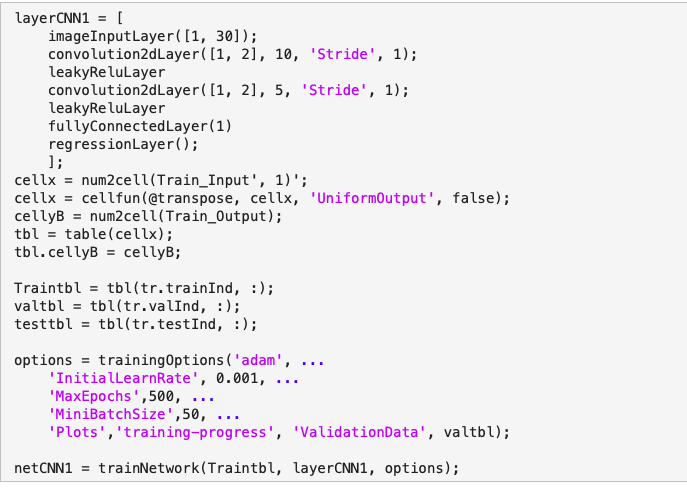 layerCNN1 = [
    imageInputLayer([1, 30]);
    convolution2dLayer([1, 2], 10, 'Stride', 1);
    leakyReluLayer
    convolution2dLayer([1, 2], 5, 'Stride', 1);
    leakyReluLayer
    fullyConnectedLayer(1)
    regressionLayer();
    ];
cellx = num2cell(Train_Input', 1)';
cellx = cellfun(@transpose, cellx, 'UniformOutput', false);
cellyB = num2cell(Train_Output);
tbl = table(cellx);
tbl.cellyB = cellyB;

Traintbl = tbl(tr.trainInd, :);
valtbl = tbl(tr.valInd, :);
testtbl = tbl(tr.testInd, :);

options = trainingOptions('adam', ...
    'InitialLearnRate', 0.001, ...
    'MaxEpochs',500, ...
    'MiniBatchSize',50, ...
    'Plots','training-progress', 'ValidationData', valtbl);

netCNN1 = trainNetwork(Traintbl, layerCNN1, options);